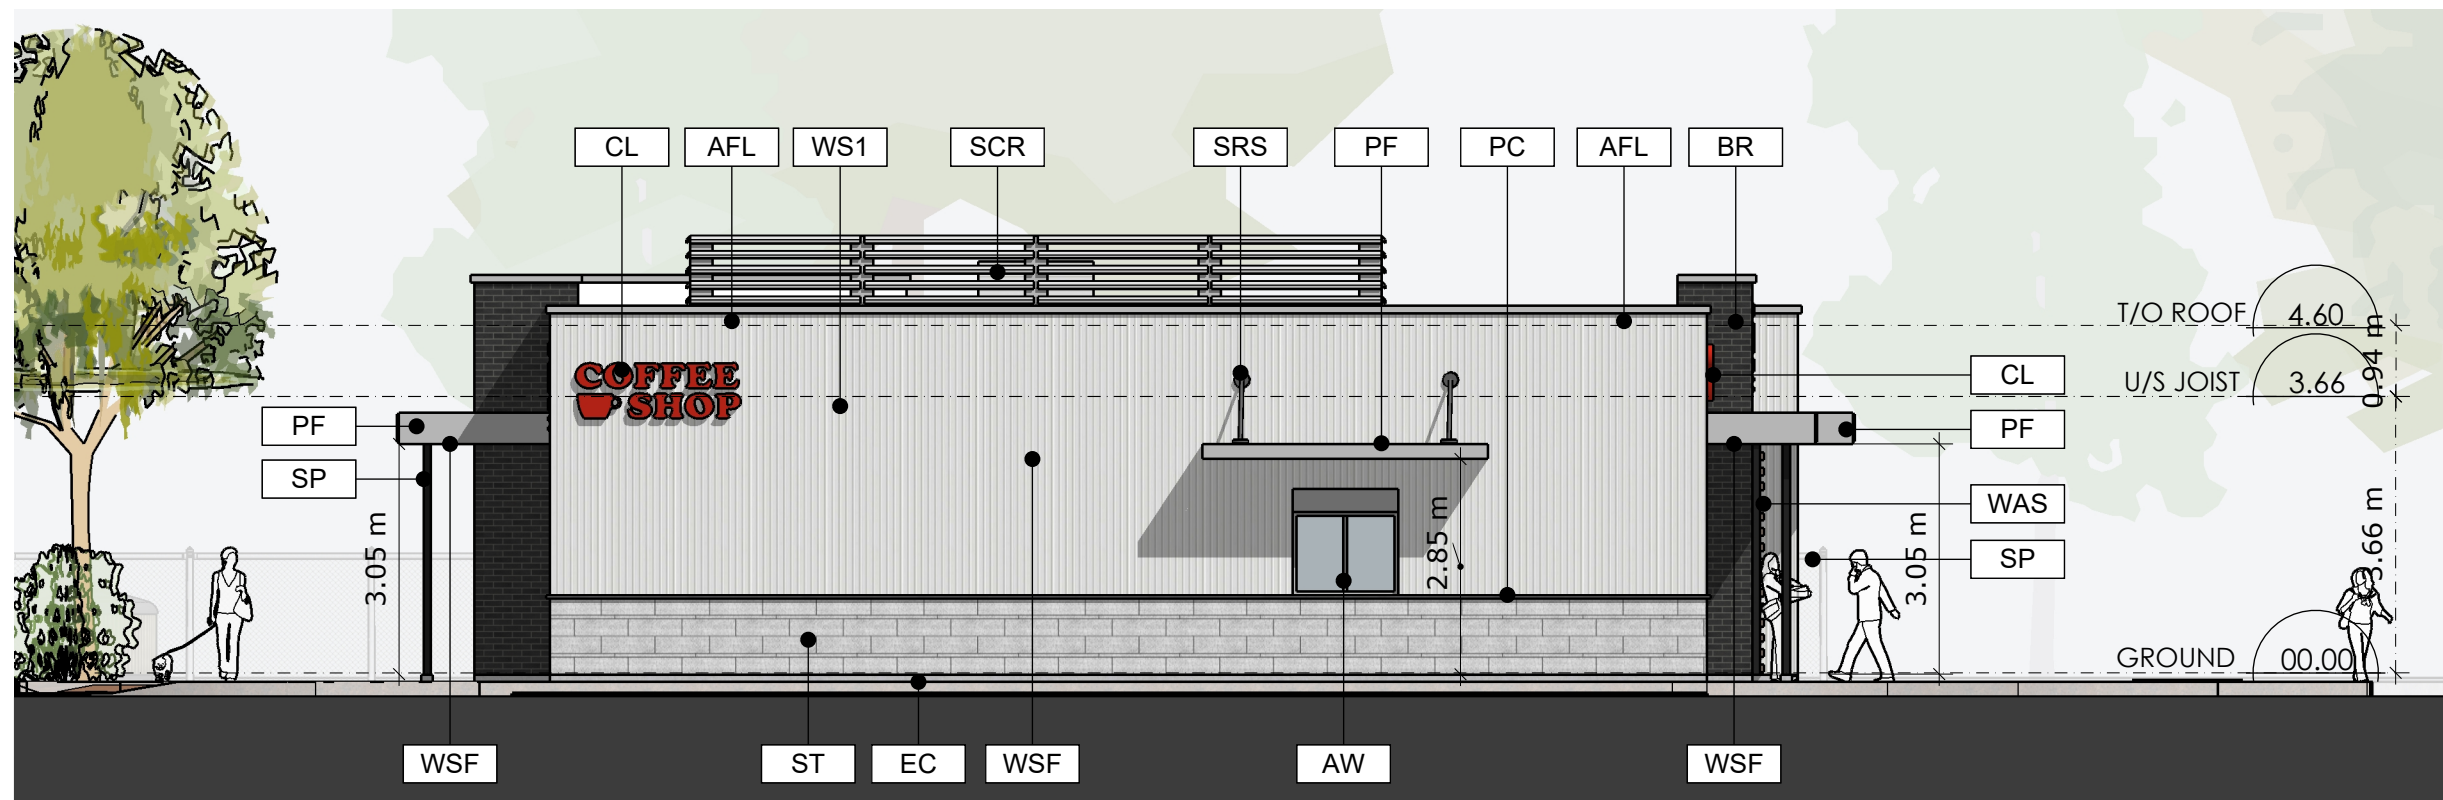 CL
AFL
WS1
SCR
SRS
PF
PC
AFL
BR
T/O ROOF
4.60
0.94 m
U/S JOIST
3.66
COFFEE
SHOP
CL
PF
PF
SP
WAS
SP
3.05 m
2.85 m
3.05 m
3.66 m
GROUND
00.00
WSF
ST
EC
WSF
AW
WSF